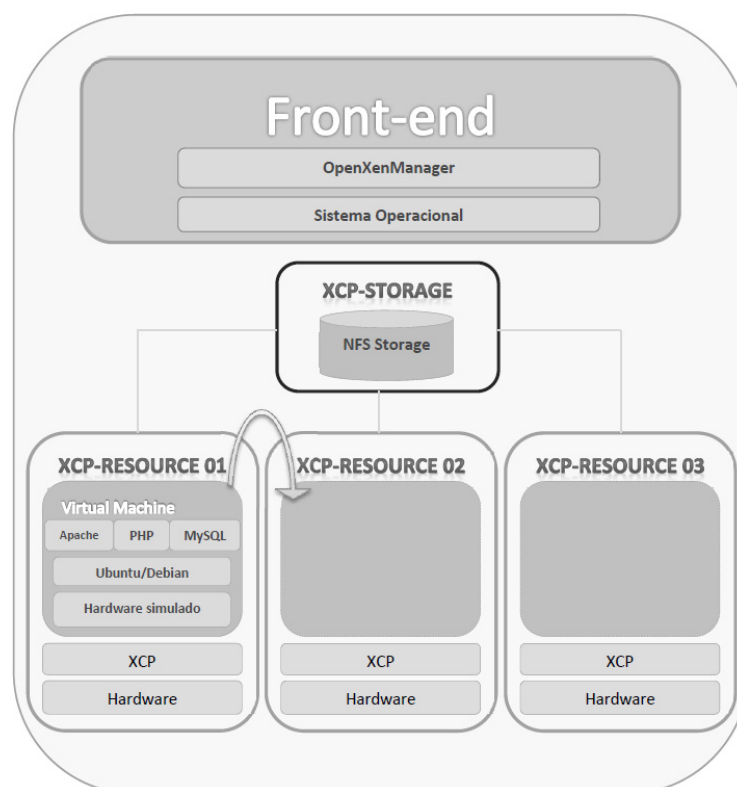 Front-end
OpenXenManager
Sistema Operacional
XCP-STORAGE
NFS Storage
XCP-RESOURCE 01
Virtual Machine
Apache
PHP
MySQL
Ubuntu/Debian
Hardware simulado
XCP
Hardware
XCP-RESOURCE 02
XCP
Hardware
XCP-RESOURCE 03
XCP
Hardware